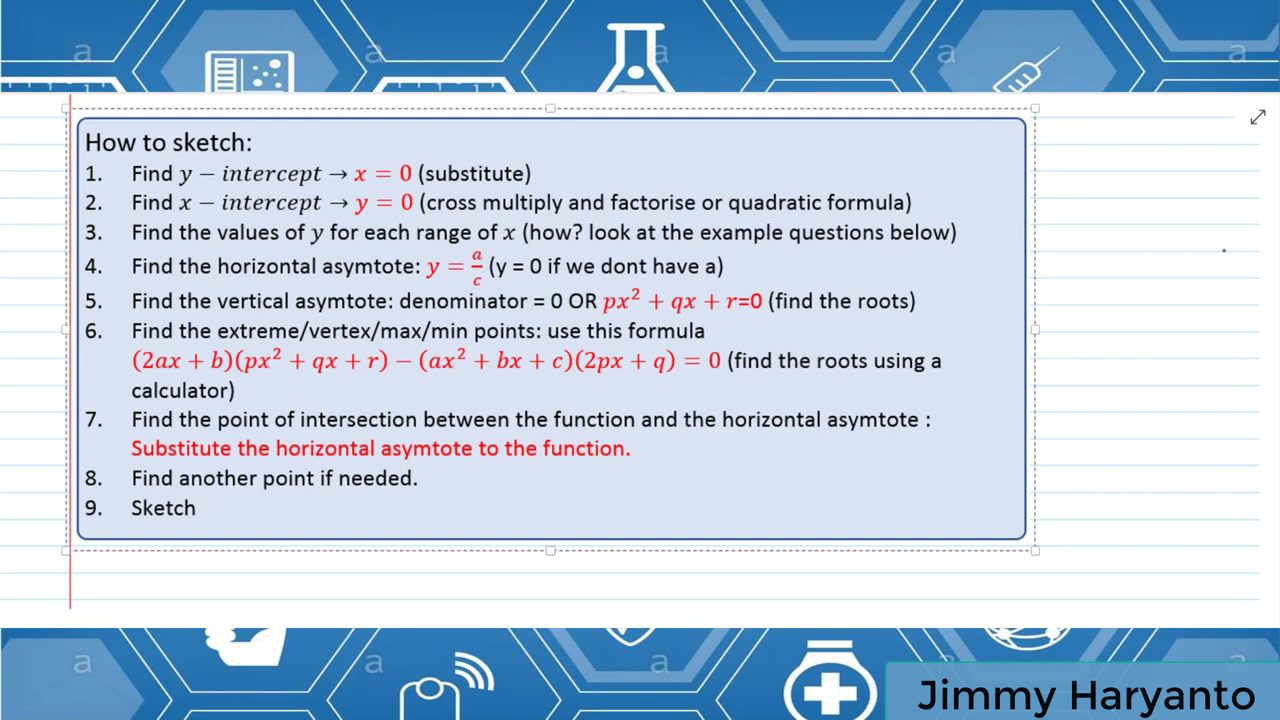 How to sketch:
1. Find y − intercept → x = 0 (substitute)
2. Find x − intercept → y = 0 (cross multiply and factorise or quadratic formula)
3. Find the values of y for each range of x (how? look at the example questions below)
4. Find the horizontal asymtote: y = a/c (y = 0 if we dont have a)
5. Find the vertical asymtote: denominator = 0 OR px² + qx + r=0 (find the roots)
6. Find the extreme/vertex/max/min points: use this formula
(2ax + b)(px² + qx + r) − (ax² + bx + c)(2px + q) = 0 (find the roots using a
calculator)
7. Find the point of intersection between the function and the horizontal asymtote :
Substitute the horizontal asymtote to the function.
8. Find another point if needed.
9. Sketch
a a a a a
a a a a
Jimmy Haryanto